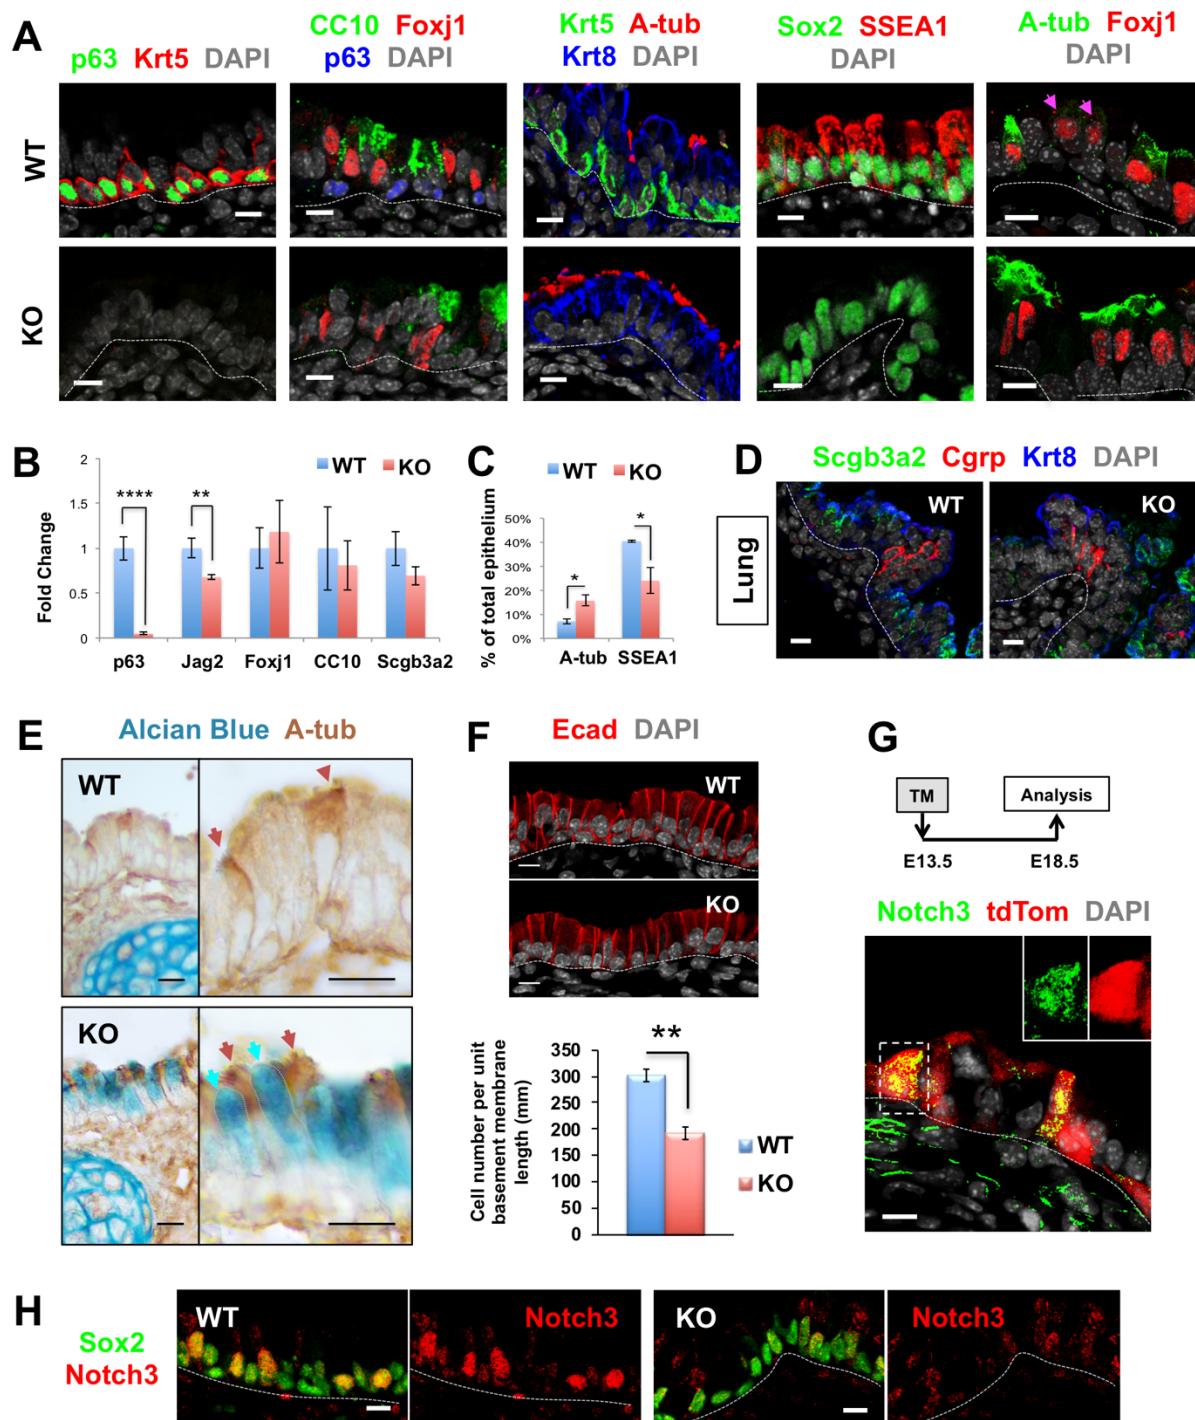 A
p63 Krt5 DAPI
CC10 Foxj1
p63 DAPI
Krt5 A-tub
Krt8 DAPI
Sox2 SSEA1
DAPI
A-tub Foxj1
DAPI
WT
KO
B
WT KO
Fold Change
2
1.5
1
0.5
0
****
**
p63 Jag2 Foxj1 CC10 Scgb3a2
C
WT KO
% of total epithelium
50%
40%
30%
20%
10%
0%
*
*
A-tub SSEA1
D
Scgb3a2 Cgrp Krt8 DAPI
Lung
WT
KO
E
Alcian Blue A-tub
WT
KO
F
Ecad DAPI
WT
KO
Cell number per unit
basement membrane
length (mm)
350
300
250
200
150
100
50
0
**
WT
KO
G
TM
Analysis
E13.5
E18.5
Notch3 tdTom DAPI
H
Sox2
Notch3
WT
Notch3
KO
Notch3